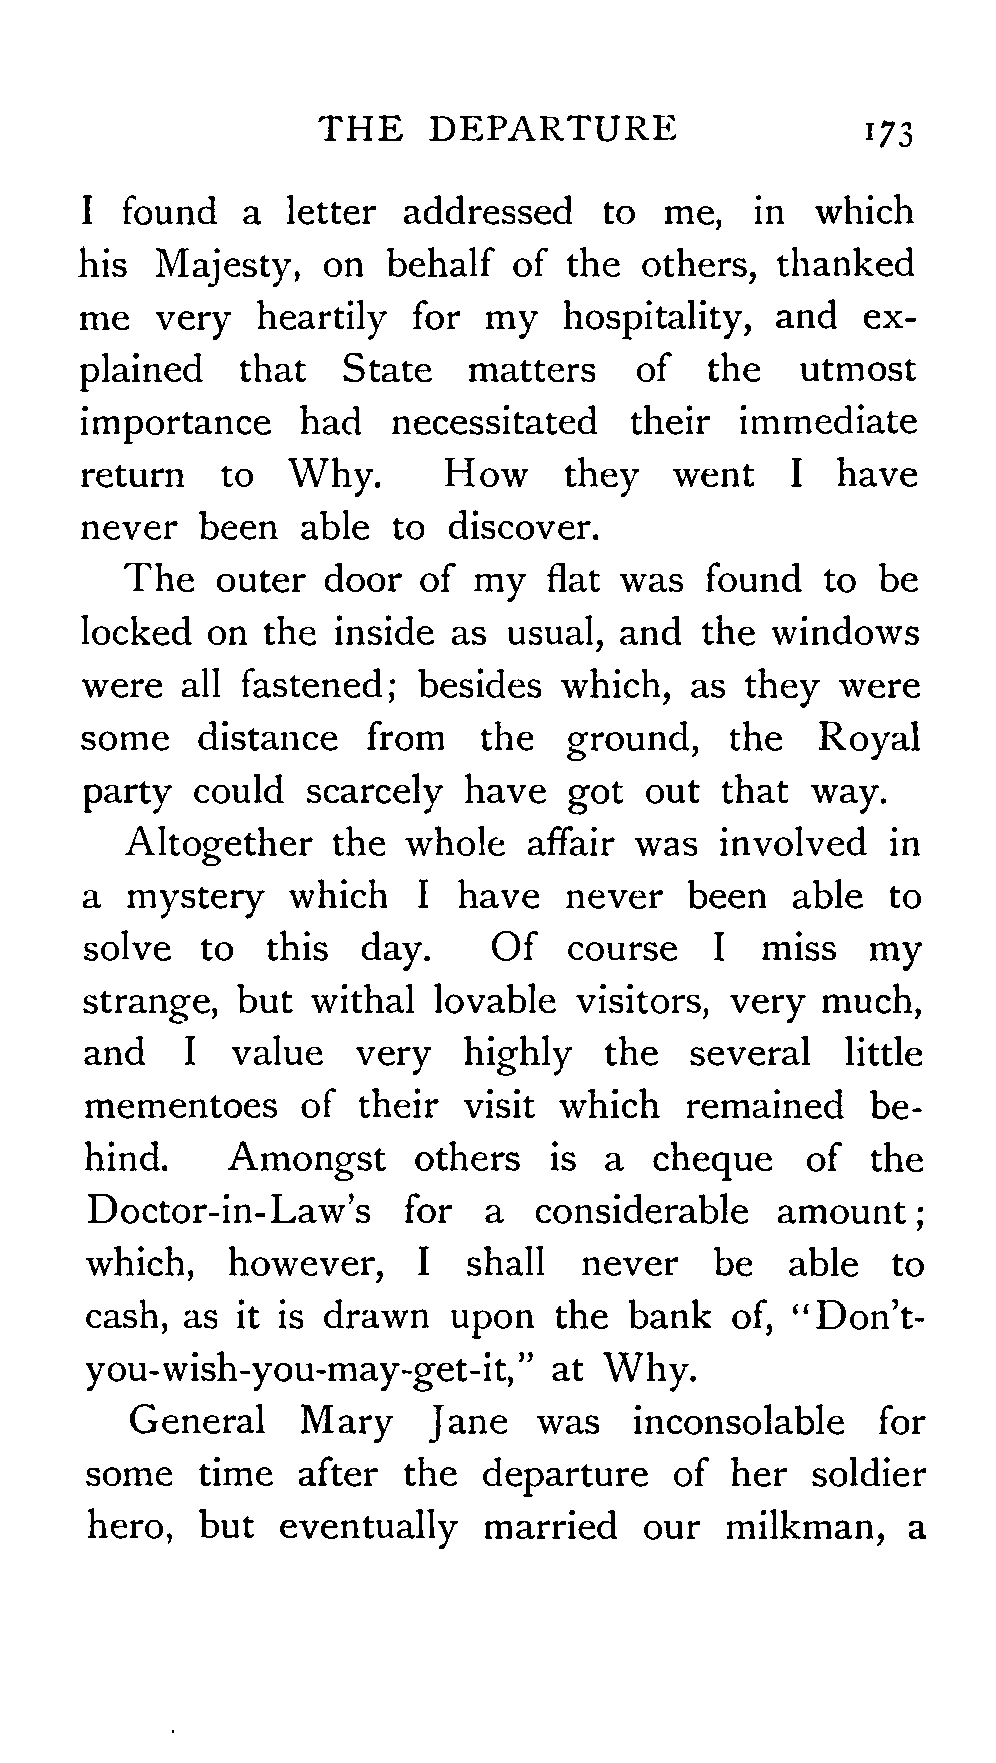 THE DEPARTURE 173
I found a letter addressed to me, in which
his Majesty, on behalf of the others, thanked
me very heartily for my hospitality, and ex-
plained that State matters of the utmost
importance had necessitated their immediate
return to Why. How they went I have
never been able to discover.
The outer door of my flat was found to be
locked on the inside as usual, and the windows
were all fastened; besides which, as they were
some distance from the ground, the Royal
party could scarcely have got out that way.
Altogether the whole affair was involved in
a mystery which I have never been able to
solve to this day. Of course I miss my
strange, but withal lovable visitors, very much,
and I value very highly the several little
mementoes of their visit which remained be-
hind. Amongst others is a cheque of the
Doctor-in-Law's for a considerable amount;
which, however, I shall never be able to
cash, as it is drawn upon the bank of, "Don't-
you-wish-you-may-get-it," at Why.
General Mary Jane was inconsolable for
some time after the departure of her soldier
hero, but eventually married our milkman, a